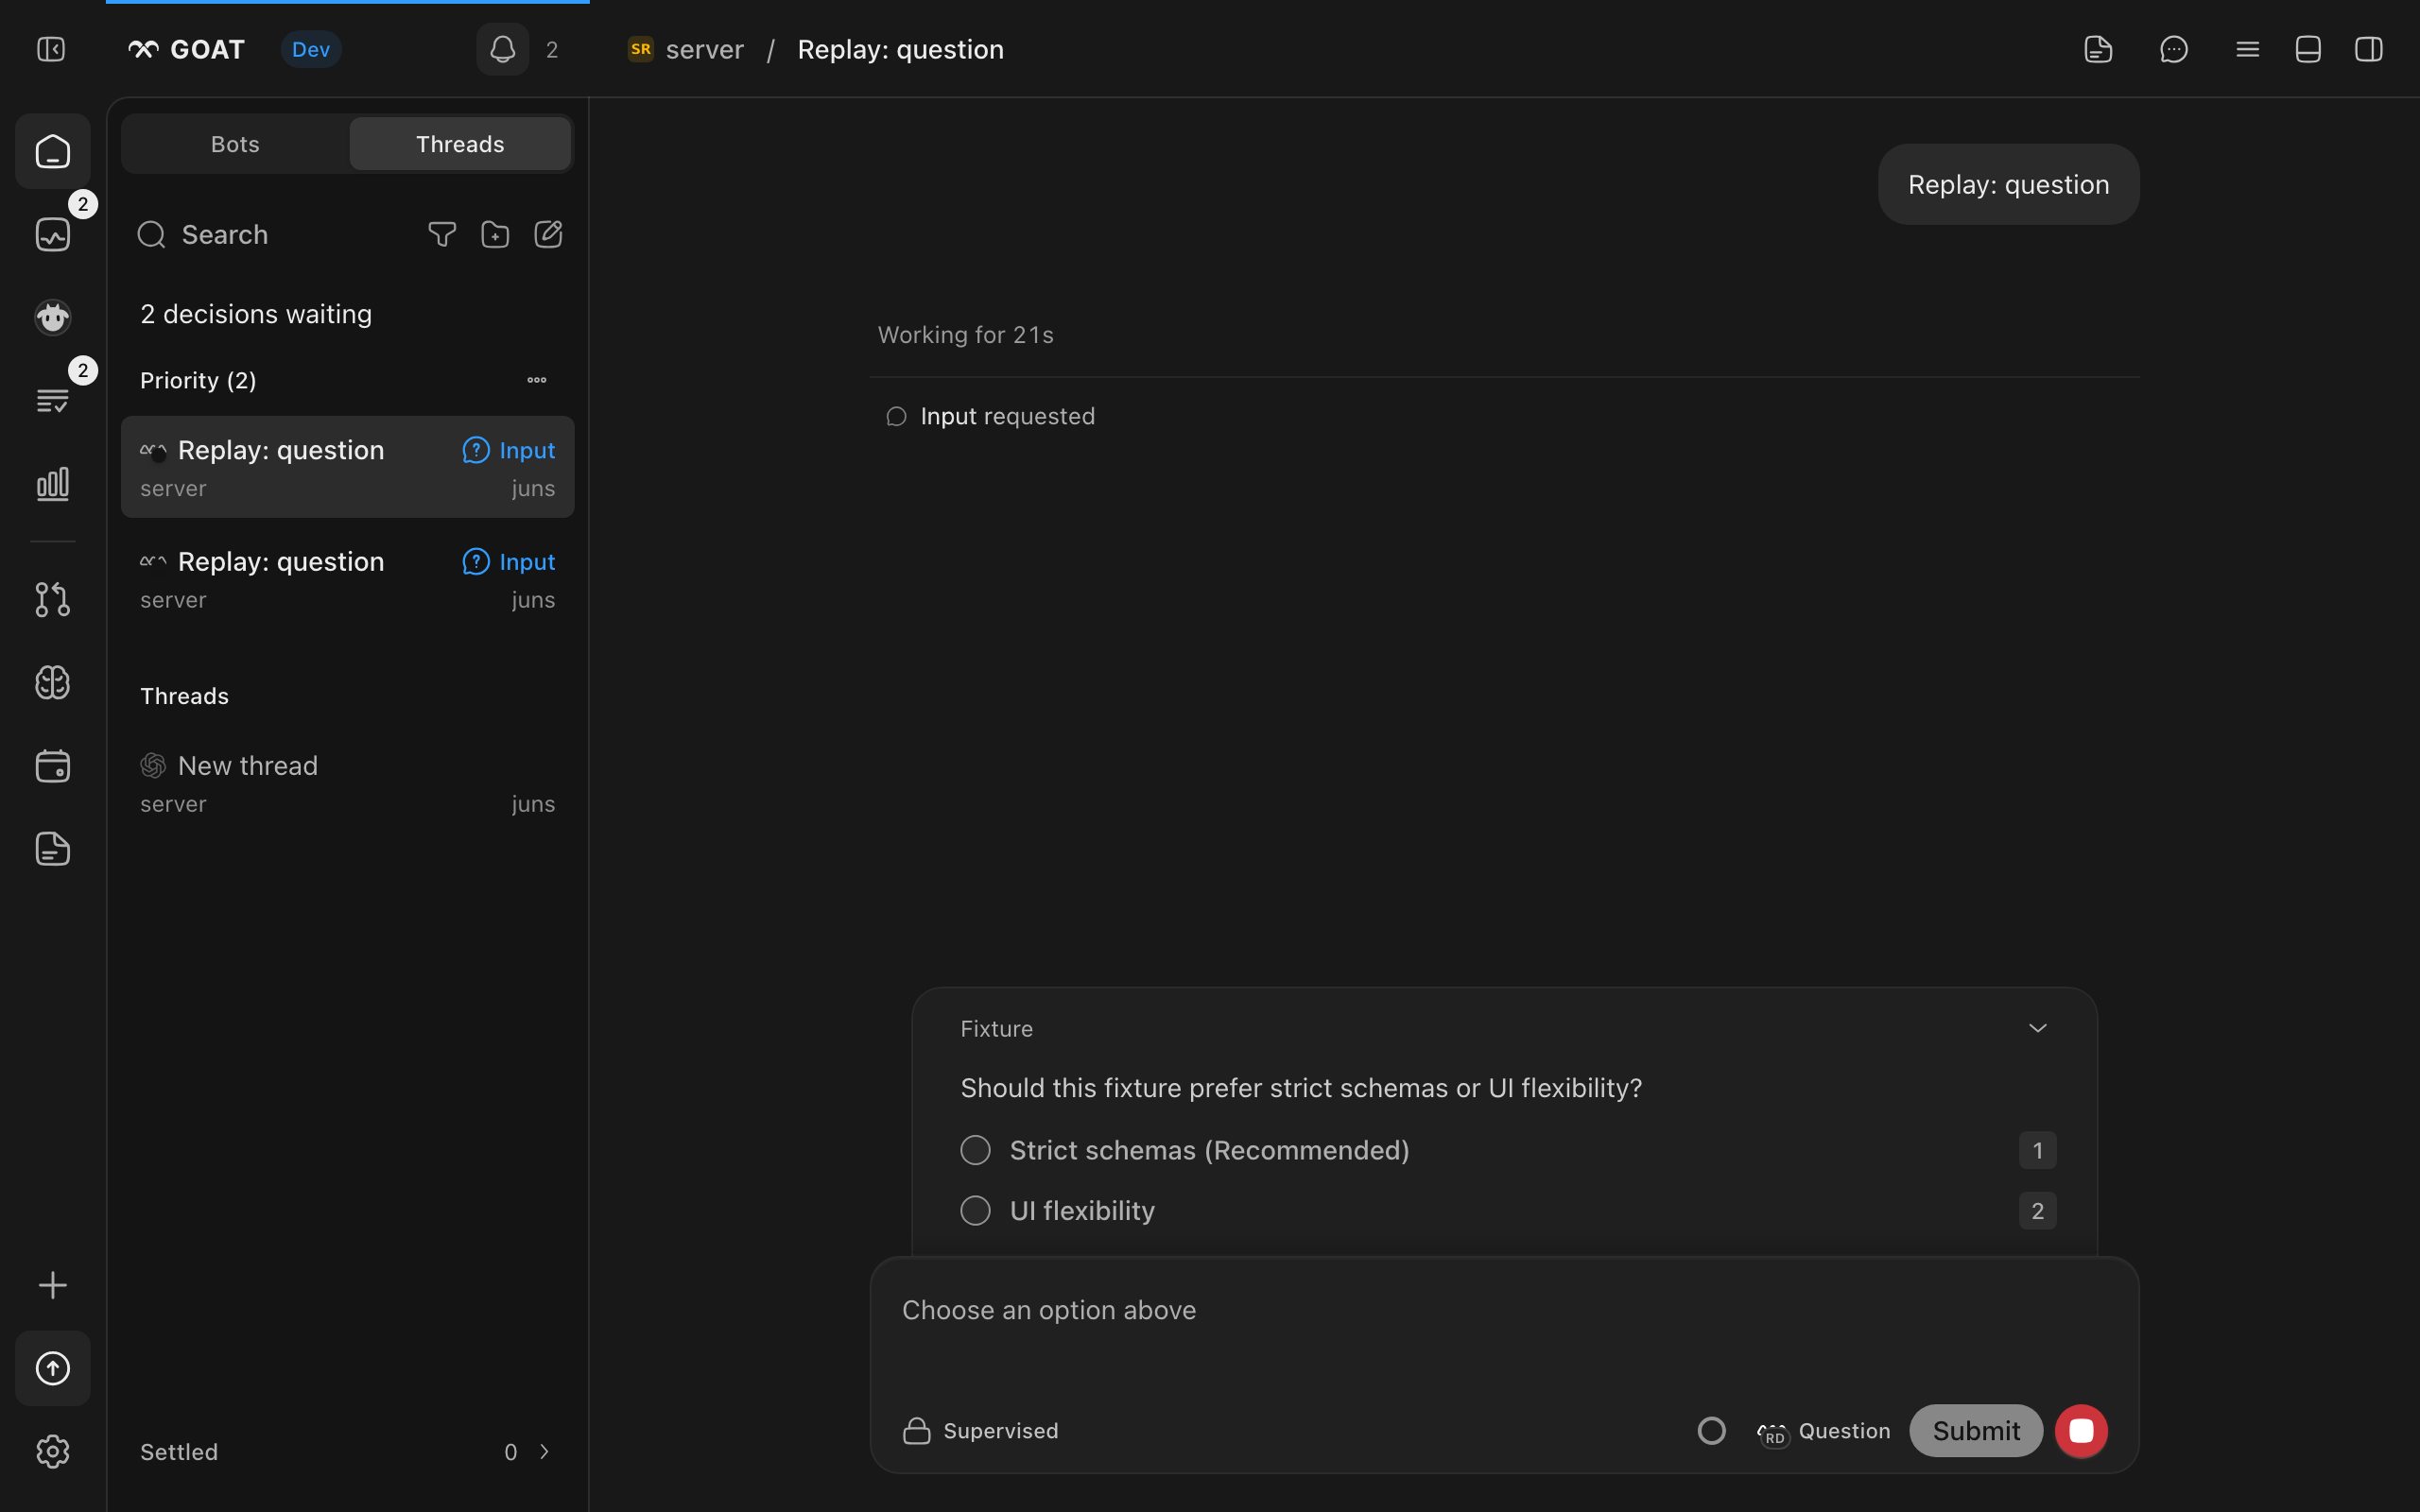 GOAT
Dev
2
SR server / Replay: question
Bots
Threads
2
Search
2 decisions waiting
2
Priority (2)
Replay: question
Input
server
juns
Replay: question
Input
server
juns
Threads
New thread
server
juns
Settled
0
Replay: question
Working for 21s
Input requested
Fixture
Should this fixture prefer strict schemas or UI flexibility?
Strict schemas (Recommended)
1
UI flexibility
2
Choose an option above
Supervised
RD
Question
Submit